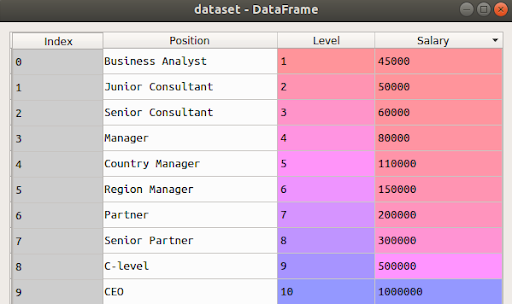 dataset - DataFrame
Index Position Level Salary
0 Business Analyst 1 45000
1 Junior Consultant 2 50000
2 Senior Consultant 3 60000
3 Manager 4 80000
4 Country Manager 5 110000
5 Region Manager 6 150000
6 Partner 7 200000
7 Senior Partner 8 300000
8 C-level 9 500000
9 CEO 10 1000000